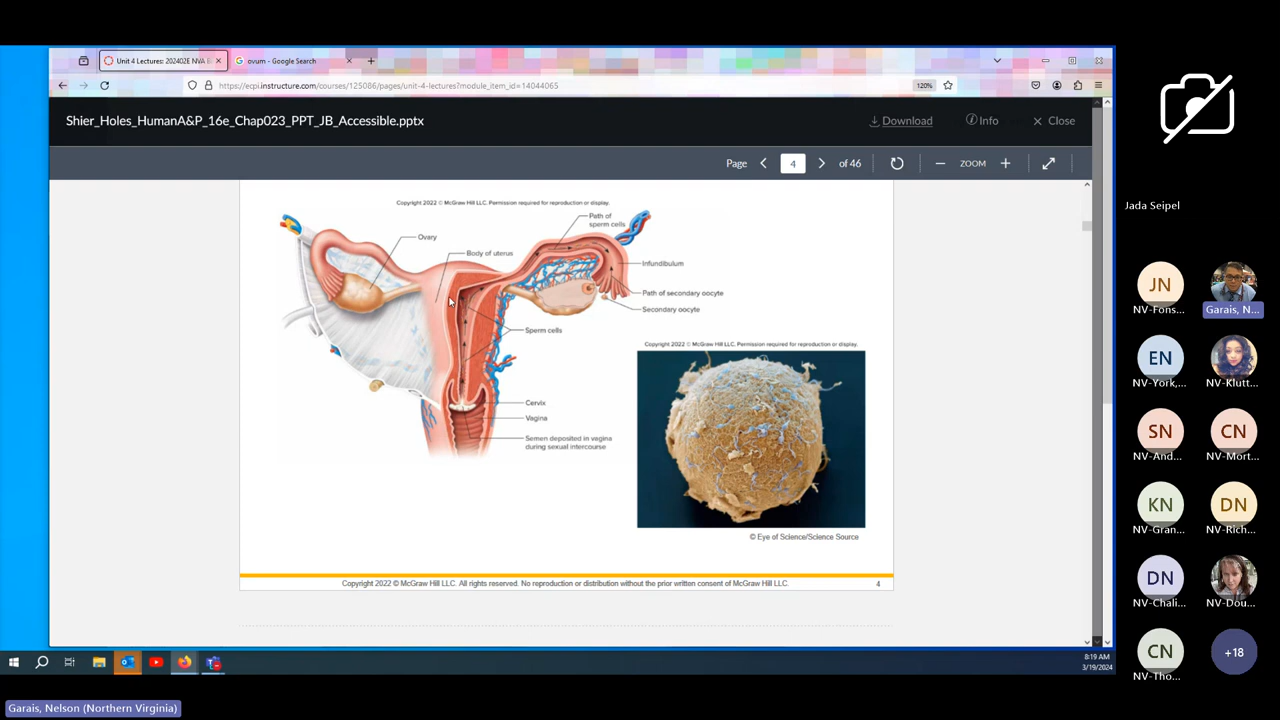 Unit 4 Lectures: 202402E NVA
ovum - Google Search
https://ecpi.instructure.com/courses/125086/pages/unit-4-lectures?module_item_id=14044065
120%
Shier_Holes_HumanA&P_16e_Chap023_PPT_JB_Accessible.pptx
Download
Info
Close
Page
4
of 46
ZOOM
Copyright 2022 © McGraw Hill LLC. Permission required for reproduction or display.
Ovary
Body of uterus
Path of
sperm cells
Infundibulum
Path of secondary oocyte
Secondary oocyte
Sperm cells
Cervix
Vagina
Semen deposited in vagina
during sexual intercourse
Copyright 2022 © McGraw Hill LLC. Permission required for reproduction or display.
© Eye of Science/Science Source
Copyright 2022 © McGraw Hill LLC. All rights reserved. No reproduction or distribution without the prior written consent of McGraw Hill LLC.
4
8:19 AM
3/19/2024
Jada Seipel
JN
NV-Fons...
Garais, N...
EN
NV-York,...
NV-Klutt...
SN
NV-And...
CN
NV-Mort...
KN
NV-Gran...
DN
NV-Rich...
DN
NV-Chali...
NV-Dou...
CN
NV-Tho...
+18
Garais, Nelson (Northern Virginia)